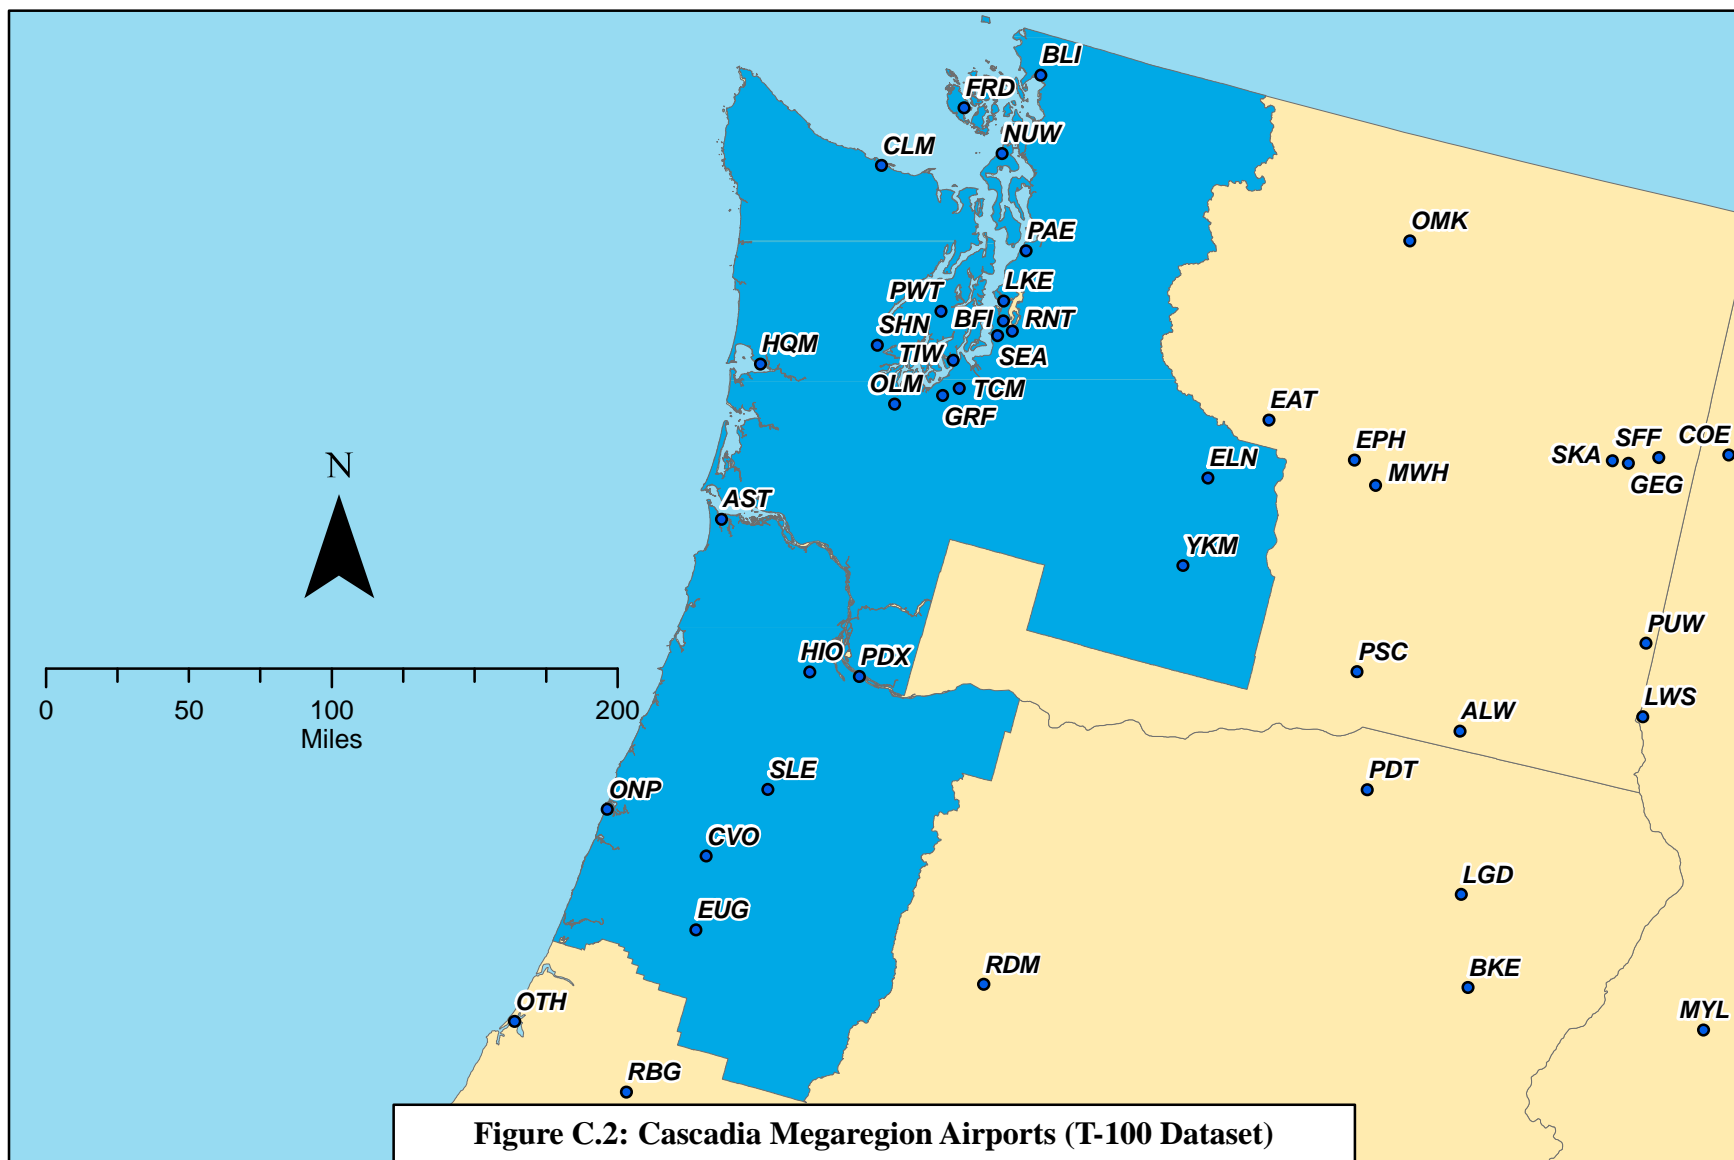 BLI
FRD
NUW
CLM
OMK
PAE
LKE
PWT
BFI
RNT
SHN
SEA
HQM
TIW
OLM
TCM
GRF
EAT
EPH
SFF
COE
SKA
N
ELN
MWH
GEG
AST
YKM
PUW
HIO
PDX
PSC
0 50 100 200
Miles
LWS
ALW
SLE
PDT
ONP
CVO
LGD
EUG
RDM
BKE
OTH
MYL
RBG
Figure C.2: Cascadia Megaregion Airports (T-100 Dataset)